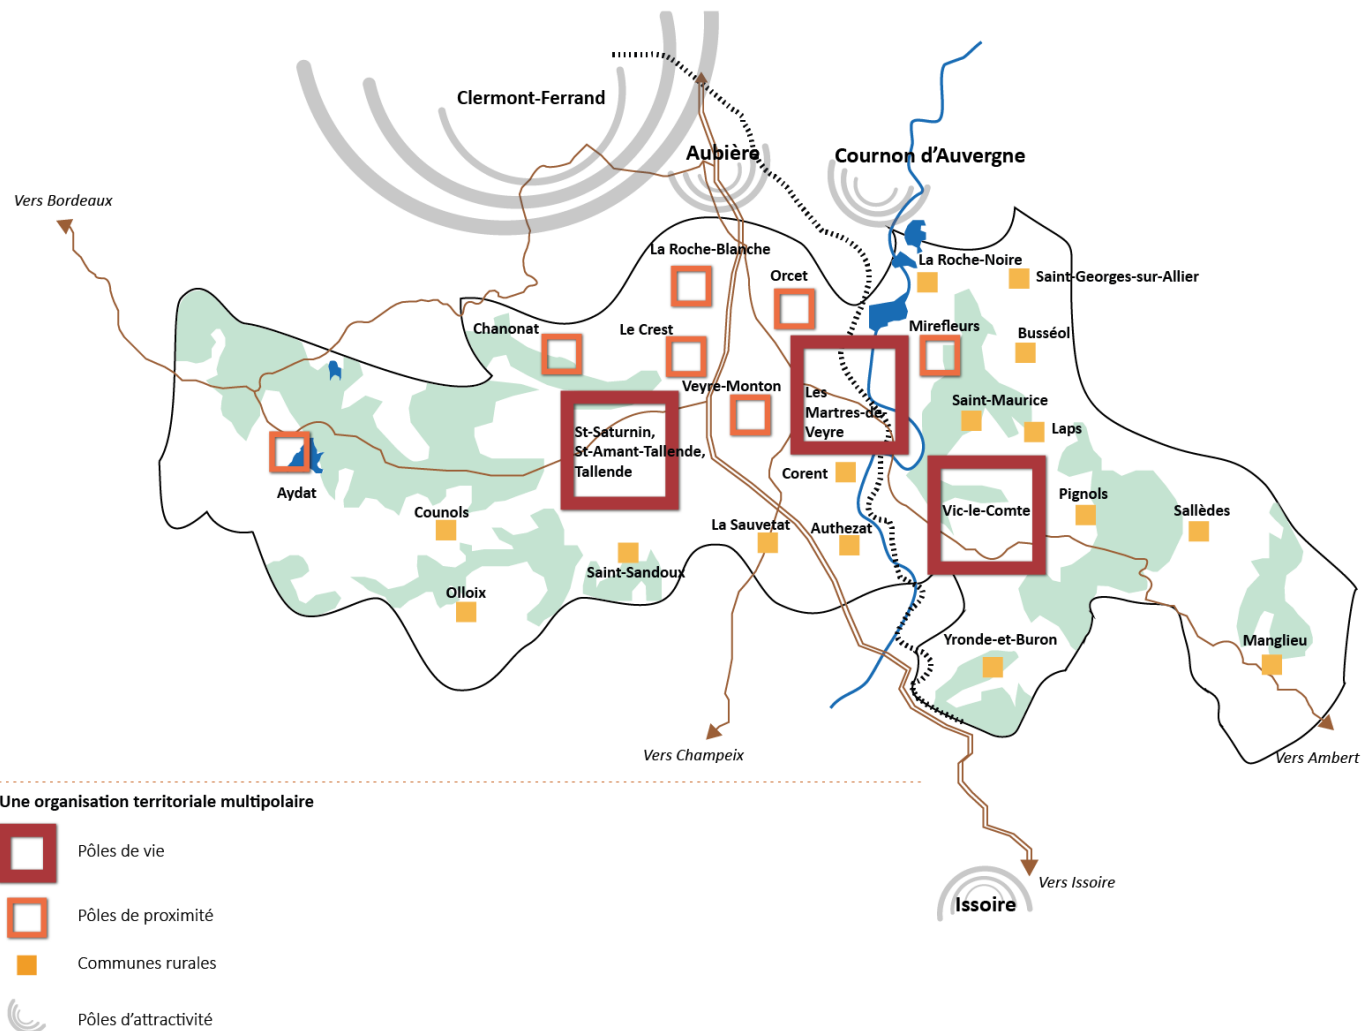 Clermont-Ferrand
Aubière
Cournon d'Auvergne
Vers Bordeaux
La Roche-Blanche
La Roche-Noire
Orcet
Saint-Georges-sur-Allier
Chanonat
Le Crest
Mirefleurs
Busséol
Veyre-Monton
Les
Martres-de-
Veyre
Saint-Maurice
Laps
St-Saturnin,
St-Amant-Tallende,
Tallende
Corent
Aydat
Vic-le-Comte
Pignols
Sallèdes
Counols
La Sauvetat
Authezat
Saint-Sandoux
Olloix
Yronde-et-Buron
Manglieu
Vers Champeix
Vers Ambert
Une organisation territoriale multipolaire
Pôles de vie
Vers Issoire
Issoire
Pôles de proximité
Communes rurales
Pôles d'attractivité